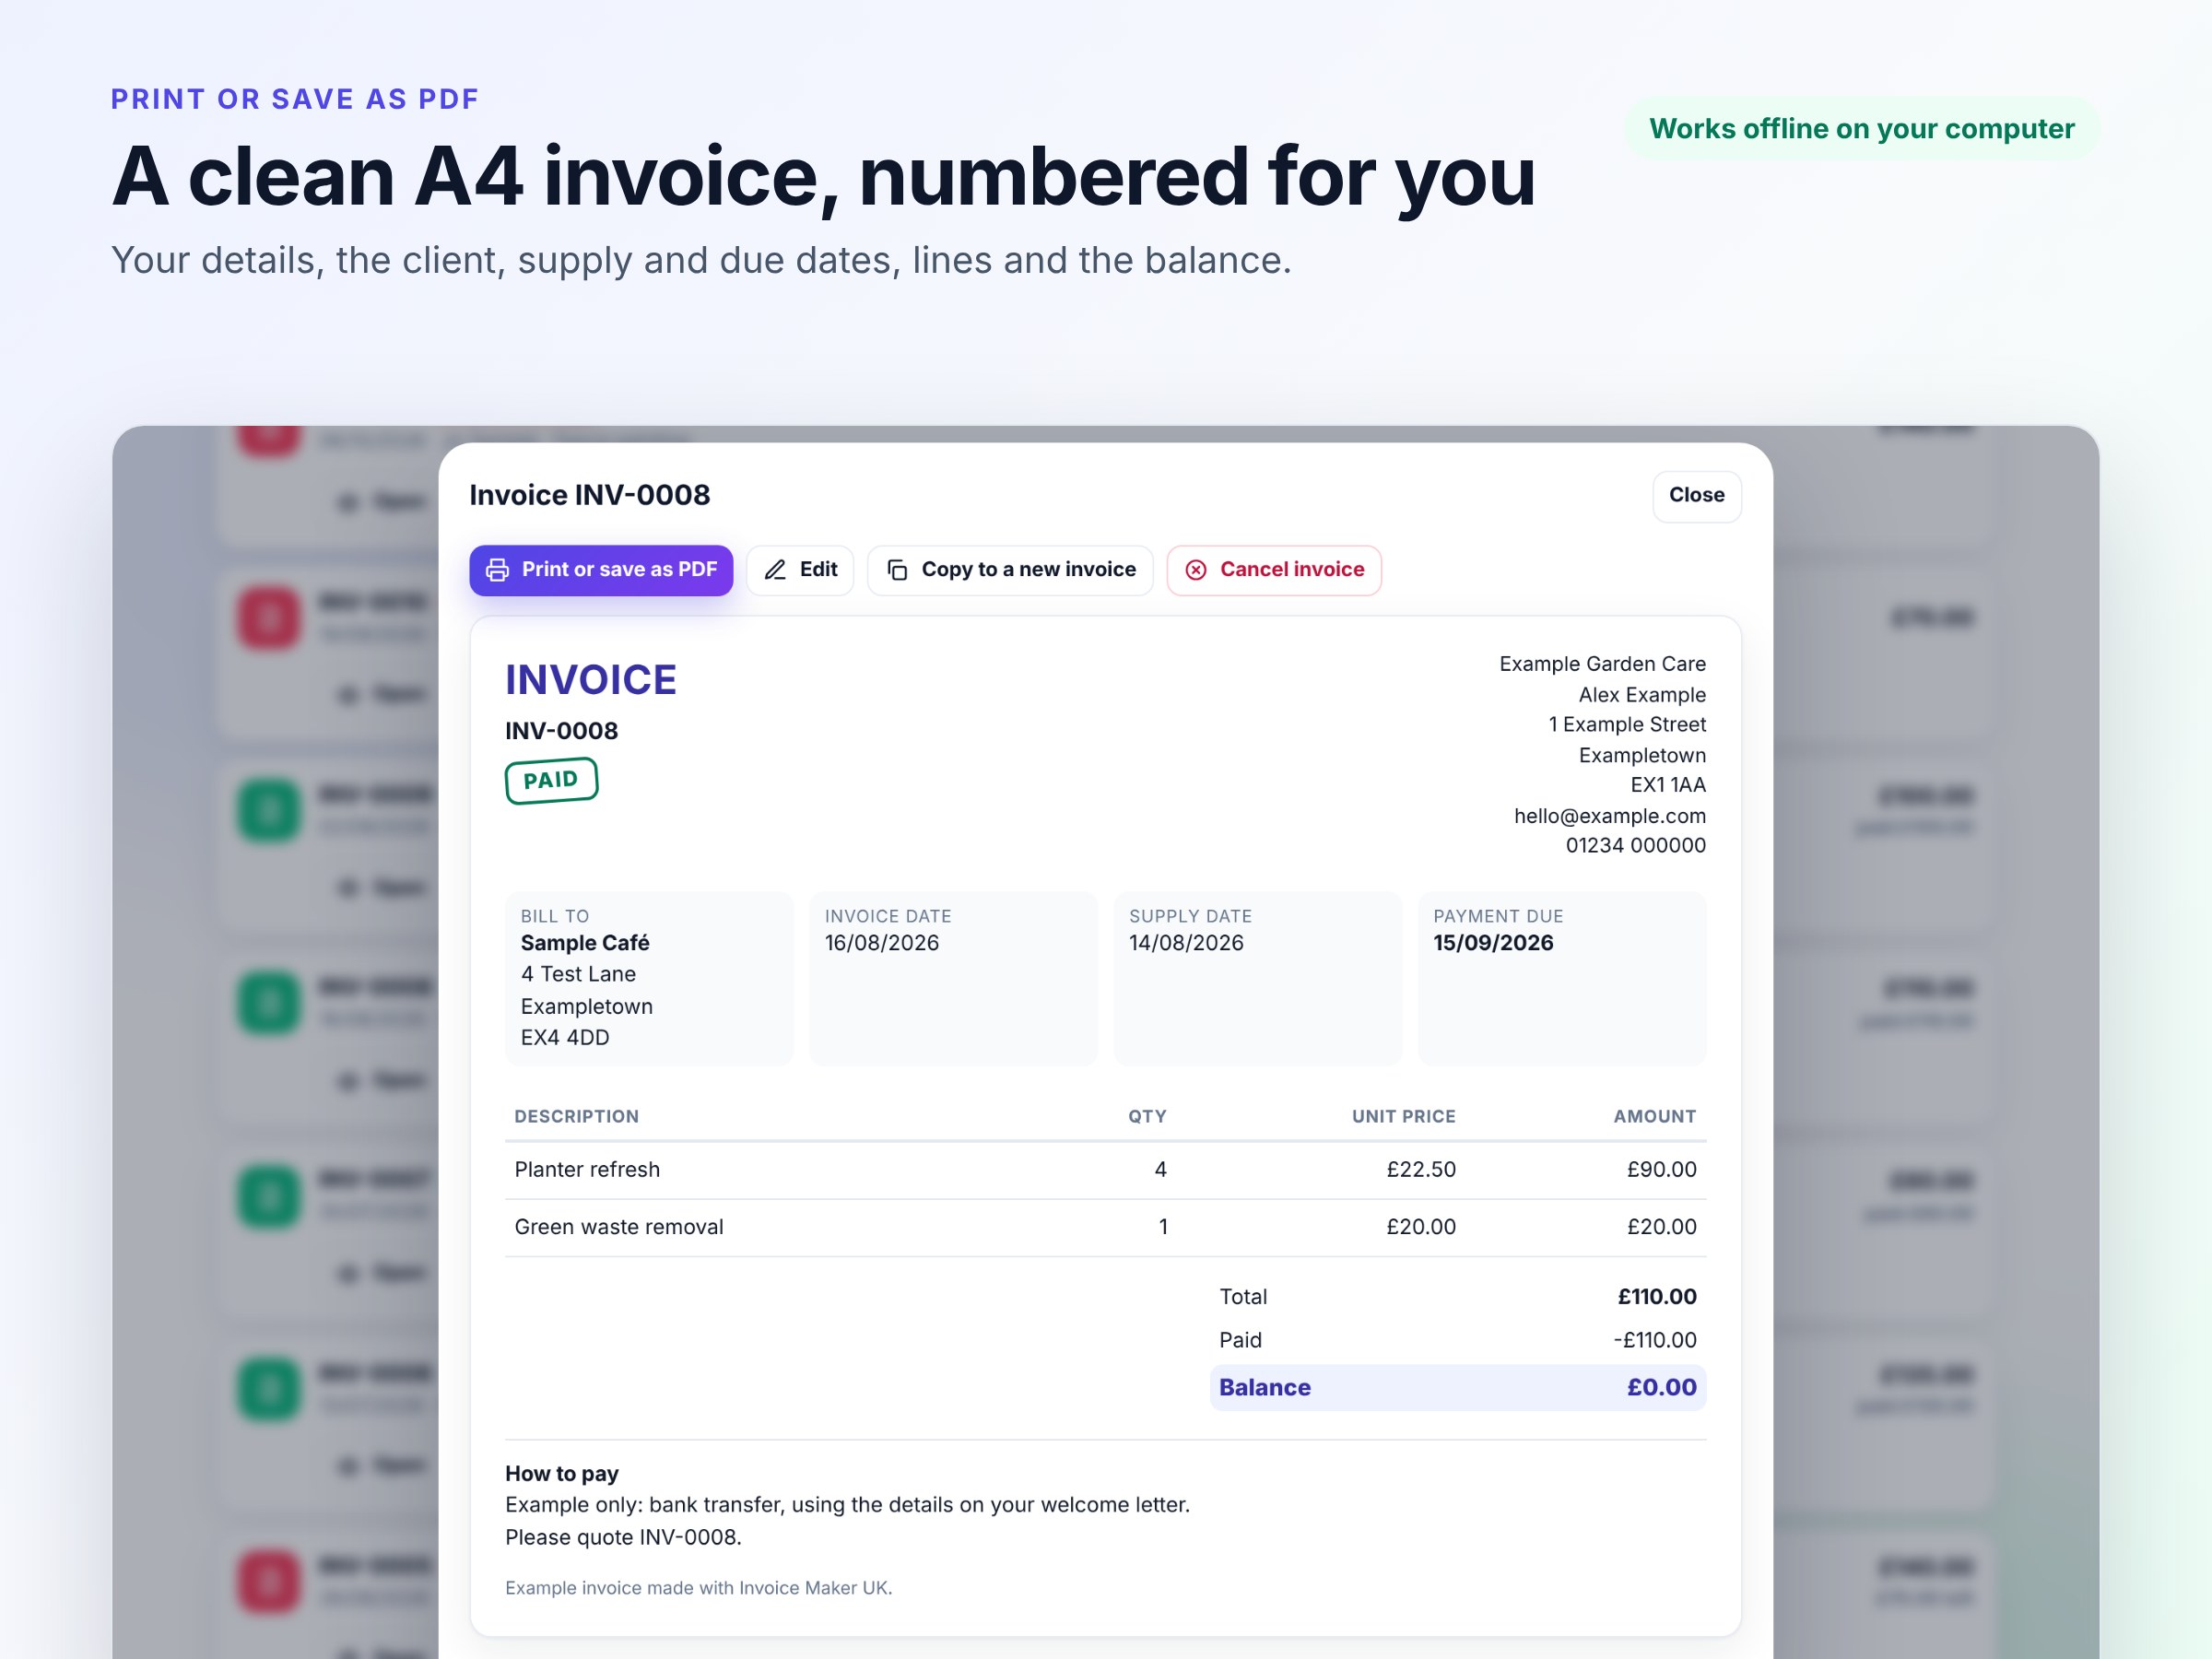 PRINT OR SAVE AS PDF
Works offline on your computer
A clean A4 invoice, numbered for you
Your details, the client, supply and due dates, lines and the balance.
Invoice INV-0008
Close
Print or save as PDF
Edit
Copy to a new invoice
Cancel invoice
INVOICE
INV-0008
PAID
Example Garden Care
Alex Example
1 Example Street
Exampletown
EX1 1AA
hello@example.com
01234 000000
BILL TO
Sample Café
4 Test Lane
Exampletown
EX4 4DD
INVOICE DATE
16/08/2026
SUPPLY DATE
14/08/2026
PAYMENT DUE
15/09/2026
DESCRIPTION QTY UNIT PRICE AMOUNT
Planter refresh 4 £22.50 £90.00
Green waste removal 1 £20.00 £20.00
Total £110.00
Paid -£110.00
Balance £0.00
How to pay
Example only: bank transfer, using the details on your welcome letter.
Please quote INV-0008.
Example invoice made with Invoice Maker UK.